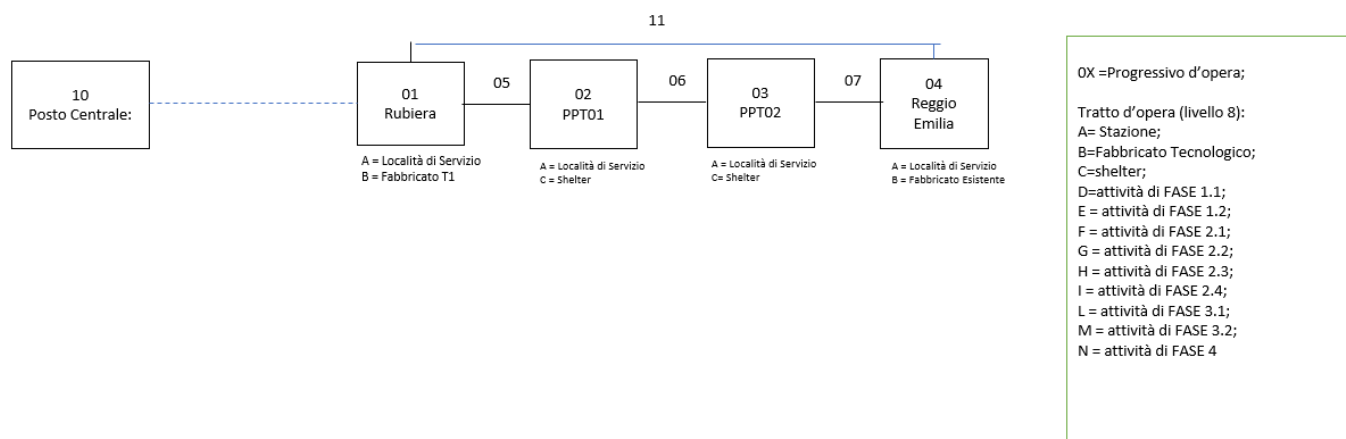 11
10
Posto Centrale:
01
Rubiera
05
02
PPT01
06
03
PPT02
07
04
Reggio
Emilia
A = Località di Servizio
B = Fabbricato T1
A = Località di Servizio
C = Shelter
A = Località di Servizio
C= Shelter
A = Località di Servizio
B = Fabbricato Esistente
0X =Progressivo d’opera;
Tratto d’opera (livello 8):
A= Stazione;
B=Fabbricato Tecnologico;
C=shelter;
D=attività di FASE 1.1;
E = attività di FASE 1.2;
F = attività di FASE 2.1;
G = attività di FASE 2.2;
H = attività di FASE 2.3;
I = attività di FASE 2.4;
L = attività di FASE 3.1;
M = attività di FASE 3.2;
N = attività di FASE 4